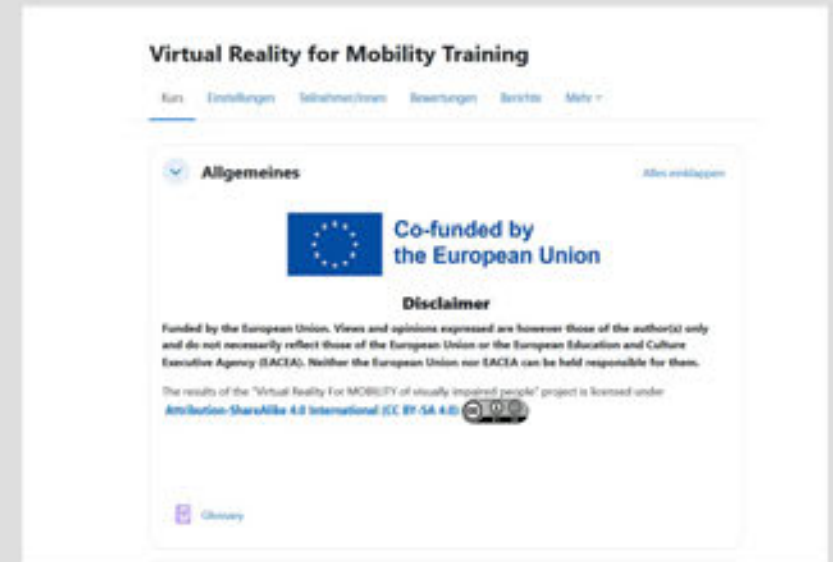 Virtual Reality for Mobility Training
Kurs Einstellungen Teilnehmer/innen Bewertungen Berichte Mehr
Allgemeines Alles einklappen
Co-funded by
the European Union
Disclaimer
Funded by the European Union. Views and opinions expressed are however those of the author(s) only
and do not necessarily reflect those of the European Union or the European Education and Culture
Executive Agency (EACEA). Neither the European Union nor EACEA can be held responsible for them.
The results of the "Virtual Reality For MOBILITY of visually impaired people" project is licensed under
Attribution-ShareAlike 4.0 International (CC BY-SA 4.0)
Glossary